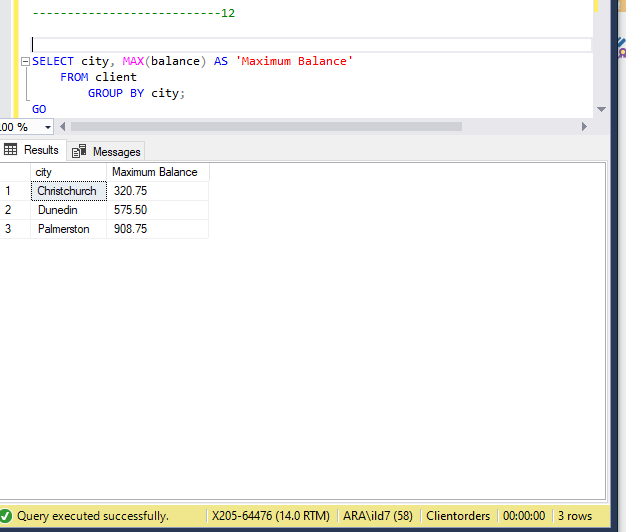 ---------------------------12
SELECT city, MAX(balance) AS 'Maximum Balance'
FROM client
GROUP BY city;
GO
.00 %
Results Messages
city Maximum Balance
1 Christchurch 320.75
2 Dunedin 575.50
3 Palmerston 908.75
Query executed successfully. X205-64476 (14.0 RTM) ARA\ild7 (58) Clientorders 00:00:00 3 rows